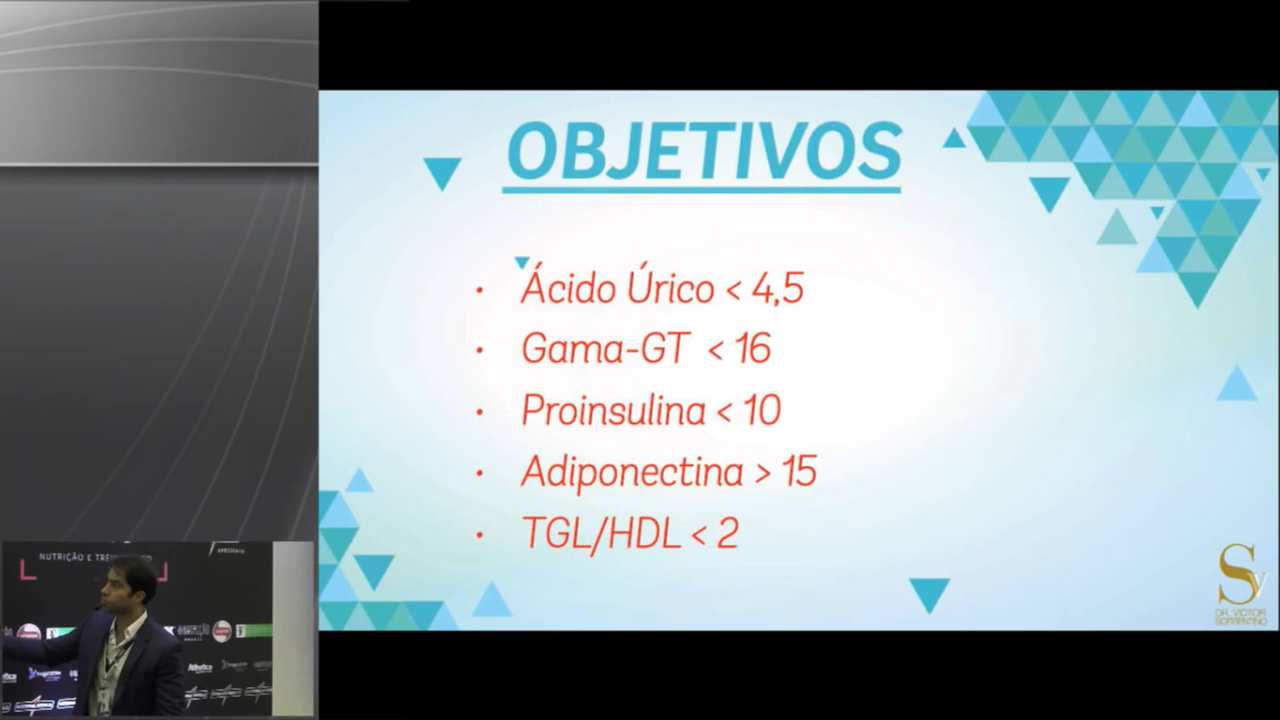 OBJETIVOS
• Ácido Úrico < 4,5
• Gama-GT < 16
• Proinsulina < 10
• Adiponectina > 15
• TGL/HDL < 2
DR. VICTOR
SORRENTINO
NUTRIÇÃO E